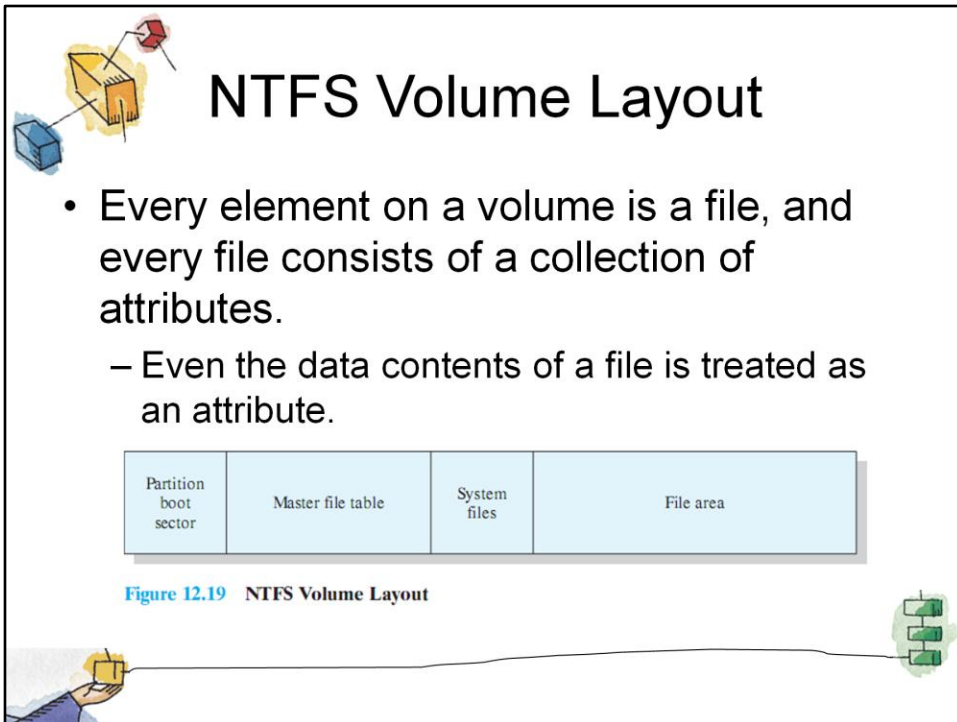 NTFS Volume Layout
• Every element on a volume is a file, and
every file consists of a collection of
attributes.
– Even the data contents of a file is treated as
an attribute.
Partition
boot
sector
Master file table
System
files
File area
Figure 12.19 NTFS Volume Layout